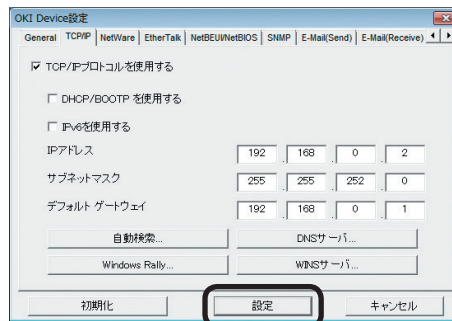 OKI Device設定
General TCP/IP NetWare EtherTalk NetBEUI/NetBIOS SNMP E-Mail(Send) E-Mail(Receive)
TCP/IPプロトコルを使用する
DHCP/BOOTP を使用する
IPv6を使用する
IPアドレス 192 . 168 . 0 . 2
サブネットマスク 255 . 255 . 252 . 0
デフォルト ゲートウェイ 192 . 168 . 0 . 1
自動検索... DNSサーバ...
Windows Rally... WINSサーバ...
初期化 設定 キャンセル